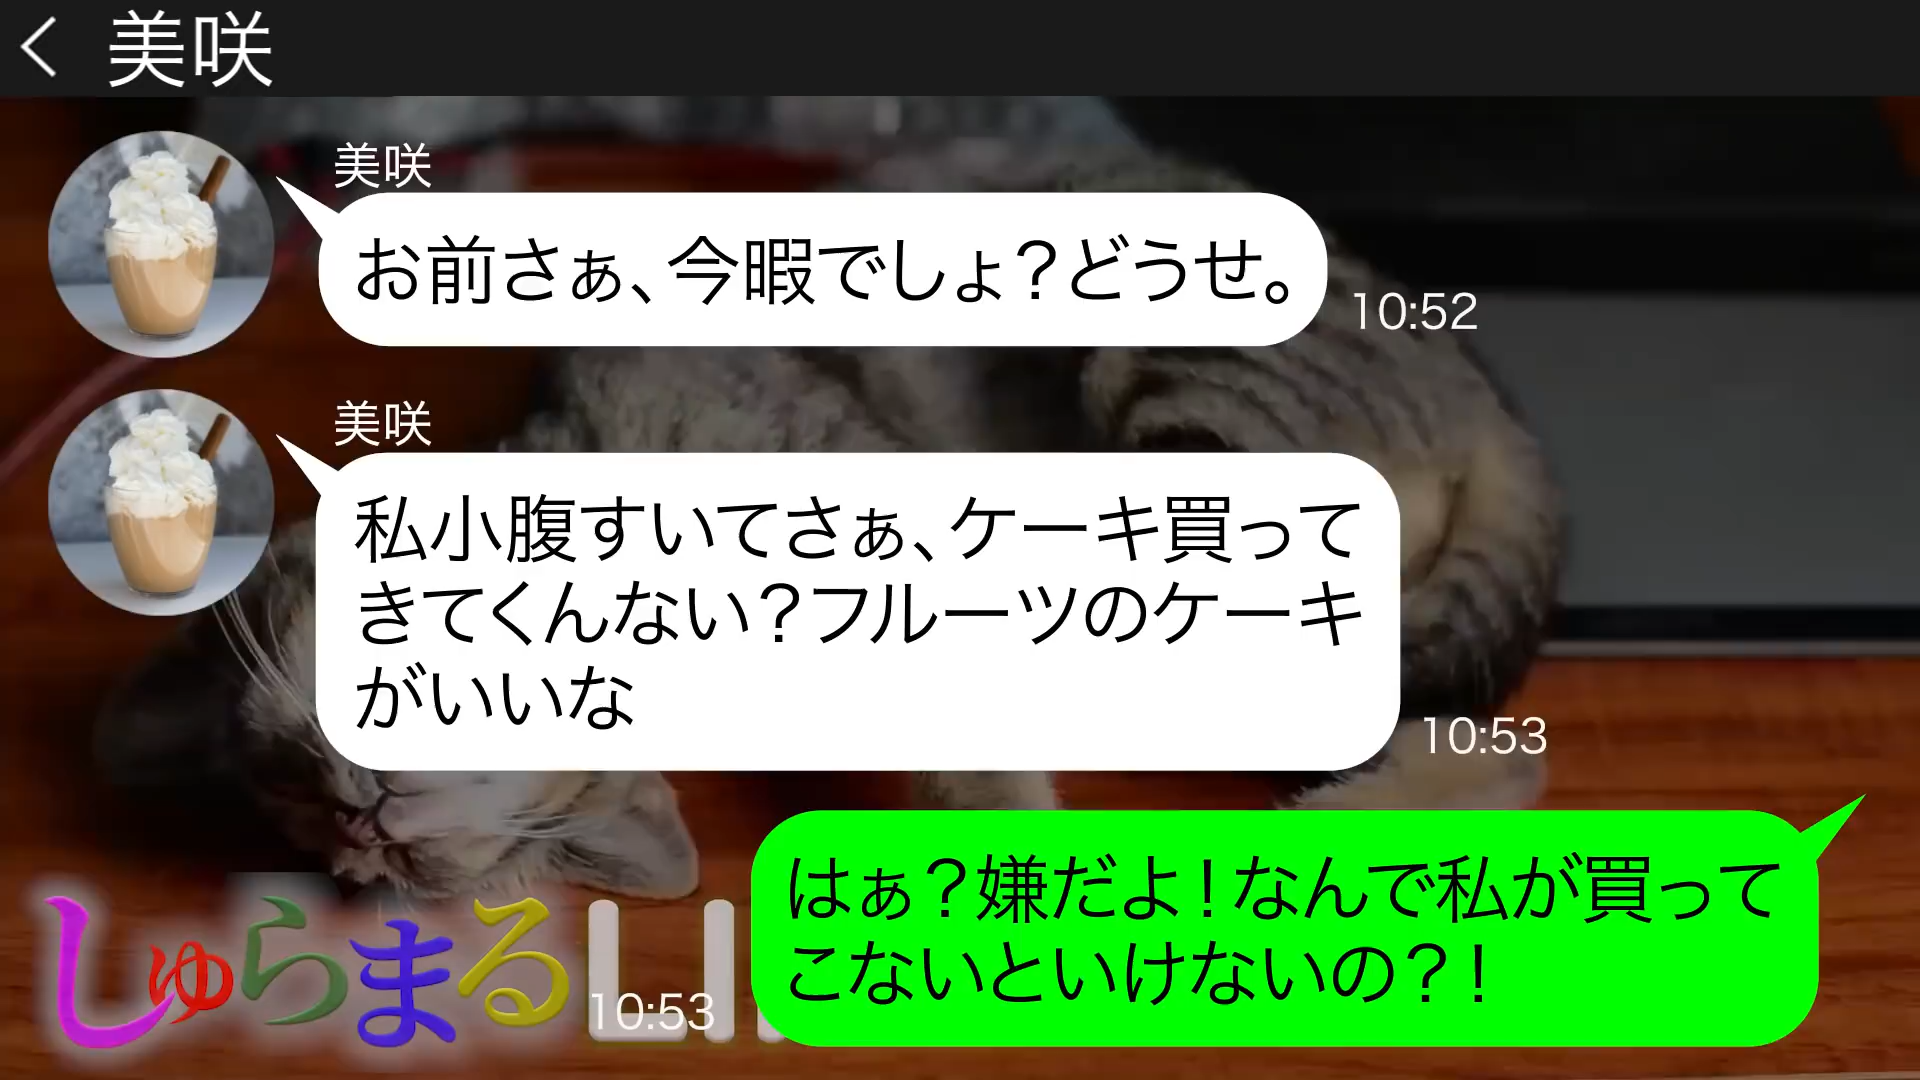 美咲
美咲
お前さぁ、今暇でしょ？どうせ。
10:52
美咲
私小腹すいてさぁ、ケーキ買って
きてくんない？フルーツのケーキ
がいいな
10:53
はぁ？嫌だよ！なんで私が買って
こないといけないの？！
10:53
しゅらまる